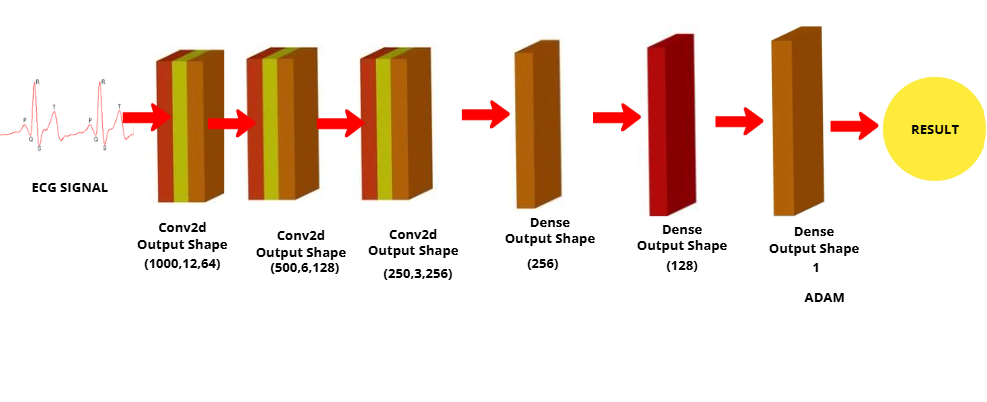 R
P
T
Q
S
R
P
T
Q
S
ECG SIGNAL
Conv2d
Output Shape
(1000,12,64)
Conv2d
Output Shape
(500,6,128)
Conv2d
Output Shape
(250,3,256)
Dense
Output Shape
(256)
Dense
Output Shape
(128)
Dense
Output Shape
1
ADAM
RESULT